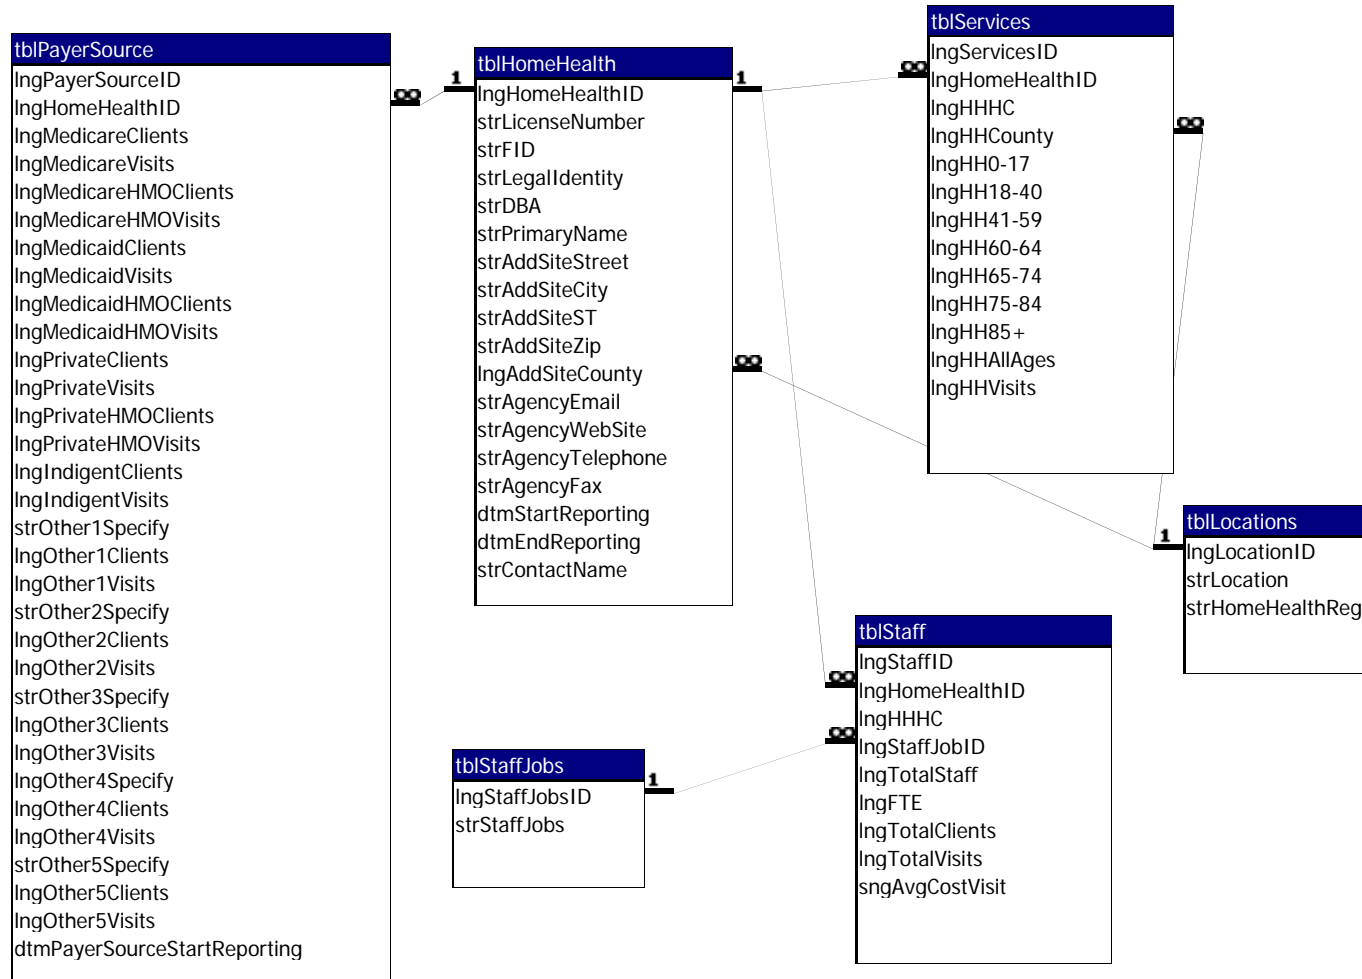 tblPayerSource
lngPayerSourceID
lngHomeHealthID
lngMedicareClients
lngMedicareVisits
lngMedicareHMOClients
lngMedicareHMOVisits
lngMedicaidClients
lngMedicaidVisits
lngMedicaidHMOClients
lngMedicaidHMOVisits
lngPrivateClients
lngPrivateVisits
lngPrivateHMOClients
lngPrivateHMOVisits
lngIndigentClients
lngIndigentVisits
strOther1Specify
lngOther1Clients
lngOther1Visits
strOther2Specify
lngOther2Clients
lngOther2Visits
strOther3Specify
lngOther3Clients
lngOther3Visits
lngOther4Specify
lngOther4Clients
lngOther4Visits
strOther5Specify
lngOther5Clients
lngOther5Visits
dtmPayerSourceStartReporting
∞ 1
tblHomeHealth
lngHomeHealthID
strLicenseNumber
strFID
strLegalIdentity
strDBA
strPrimaryName
strAddSiteStreet
strAddSiteCity
strAddSiteST
strAddSiteZip
lngAddSiteCounty
strAgencyEmail
strAgencyWebSite
strAgencyTelephone
strAgencyFax
dtmStartReporting
dtmEndReporting
strContactName
1 ∞
∞
tblServices
lngServicesID
lngHomeHealthID
lngHHHC
lngHHCounty
lngHH0-17
lngHH18-40
lngHH41-59
lngHH60-64
lngHH65-74
lngHH75-84
lngHH85+
lngHHAllAges
lngHHVisits
∞
1
tblLocations
lngLocationID
strLocation
strHomeHealthReg
tblStaffJobs
lngStaffJobsID
strStaffJobs
1
∞
∞
tblStaff
lngStaffID
lngHomeHealthID
lngHHHC
lngStaffJobID
lngTotalStaff
lngFTE
lngTotalClients
lngTotalVisits
sngAvgCostVisit